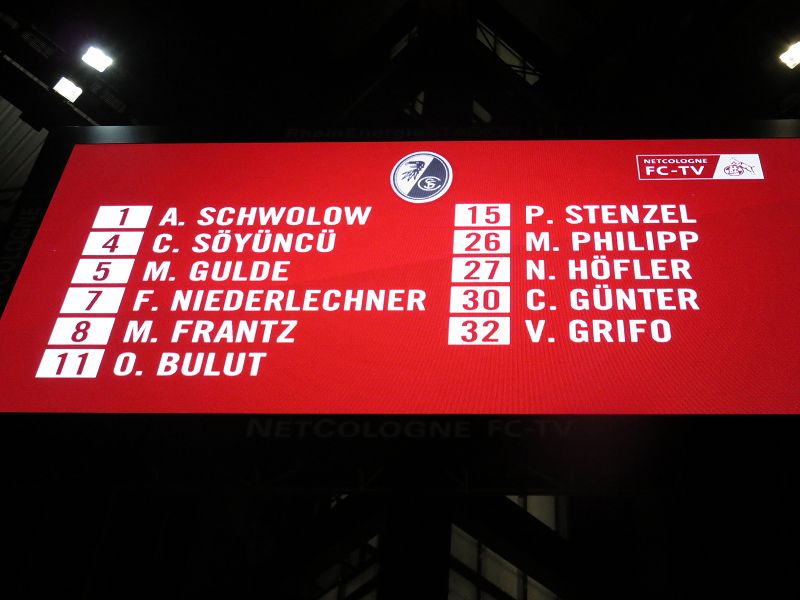 RheinEnergieSTADION
NETCOLOGNE
FC-TV
1 A. SCHWOLOW
4 C. SÖYÜNCÜ
5 M. GULDE
7 F. NIEDERLECHNER
8 M. FRANTZ
11 O. BULUT
15 P. STENZEL
26 M. PHILIPP
27 N. HÖFLER
30 C. GÜNTER
32 V. GRIFO
NETCOLOGNE FC-TV